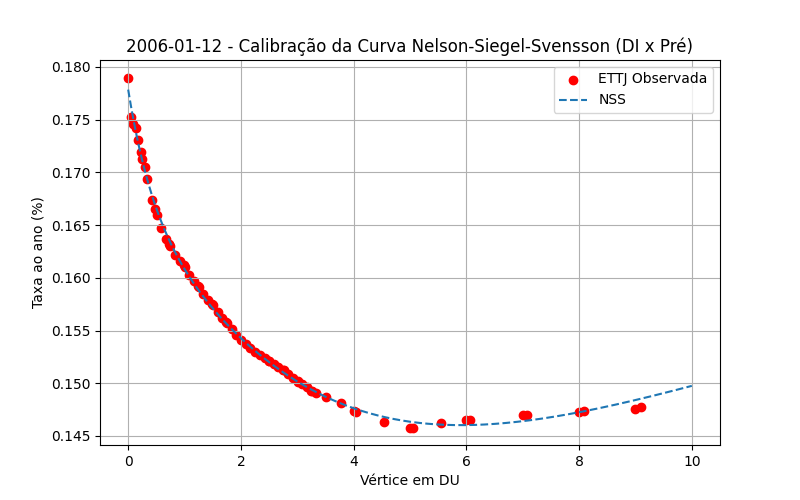 2006-01-12 - Calibração da Curva Nelson-Siegel-Svensson (DI x Pré)
ETTJ Observada
NSS
Taxa ao ano (%)
0.180
0.175
0.170
0.165
0.160
0.155
0.150
0.145
0 2 4 6 8 10
Vértice em DU